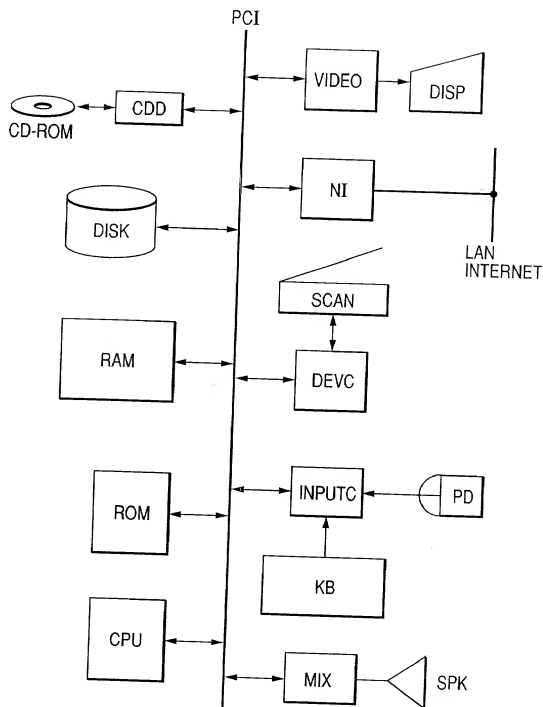 PCI
VIDEO
DISP
CDD
CD-ROM
NI
DISK
LAN
INTERNET
SCAN
RAM
DEVC
INPUTC
PD
ROM
KB
CPU
MIX
SPK